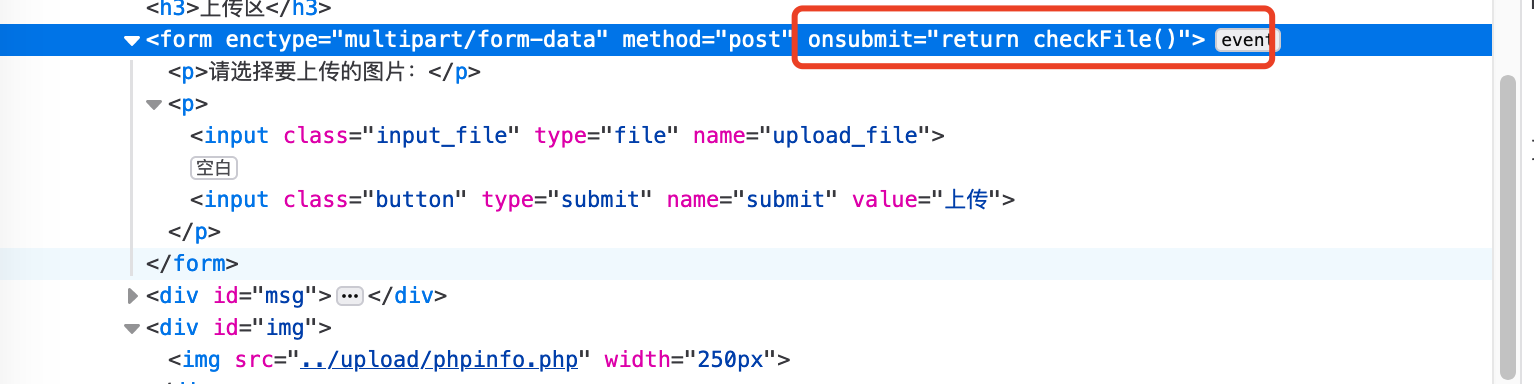 <h3>上传区</h3>
<form enctype="multipart/form-data" method="post" onsubmit="return checkFile()"> event
<p>请选择要上传的图片：</p>
<p>
<input class="input_file" type="file" name="upload_file">
空白
<input class="button" type="submit" name="submit" value="上传">
</p>
</form>
<div id="msg"> ••• </div>
<div id="img">
<img src="../upload/phpinfo.php" width="250px">